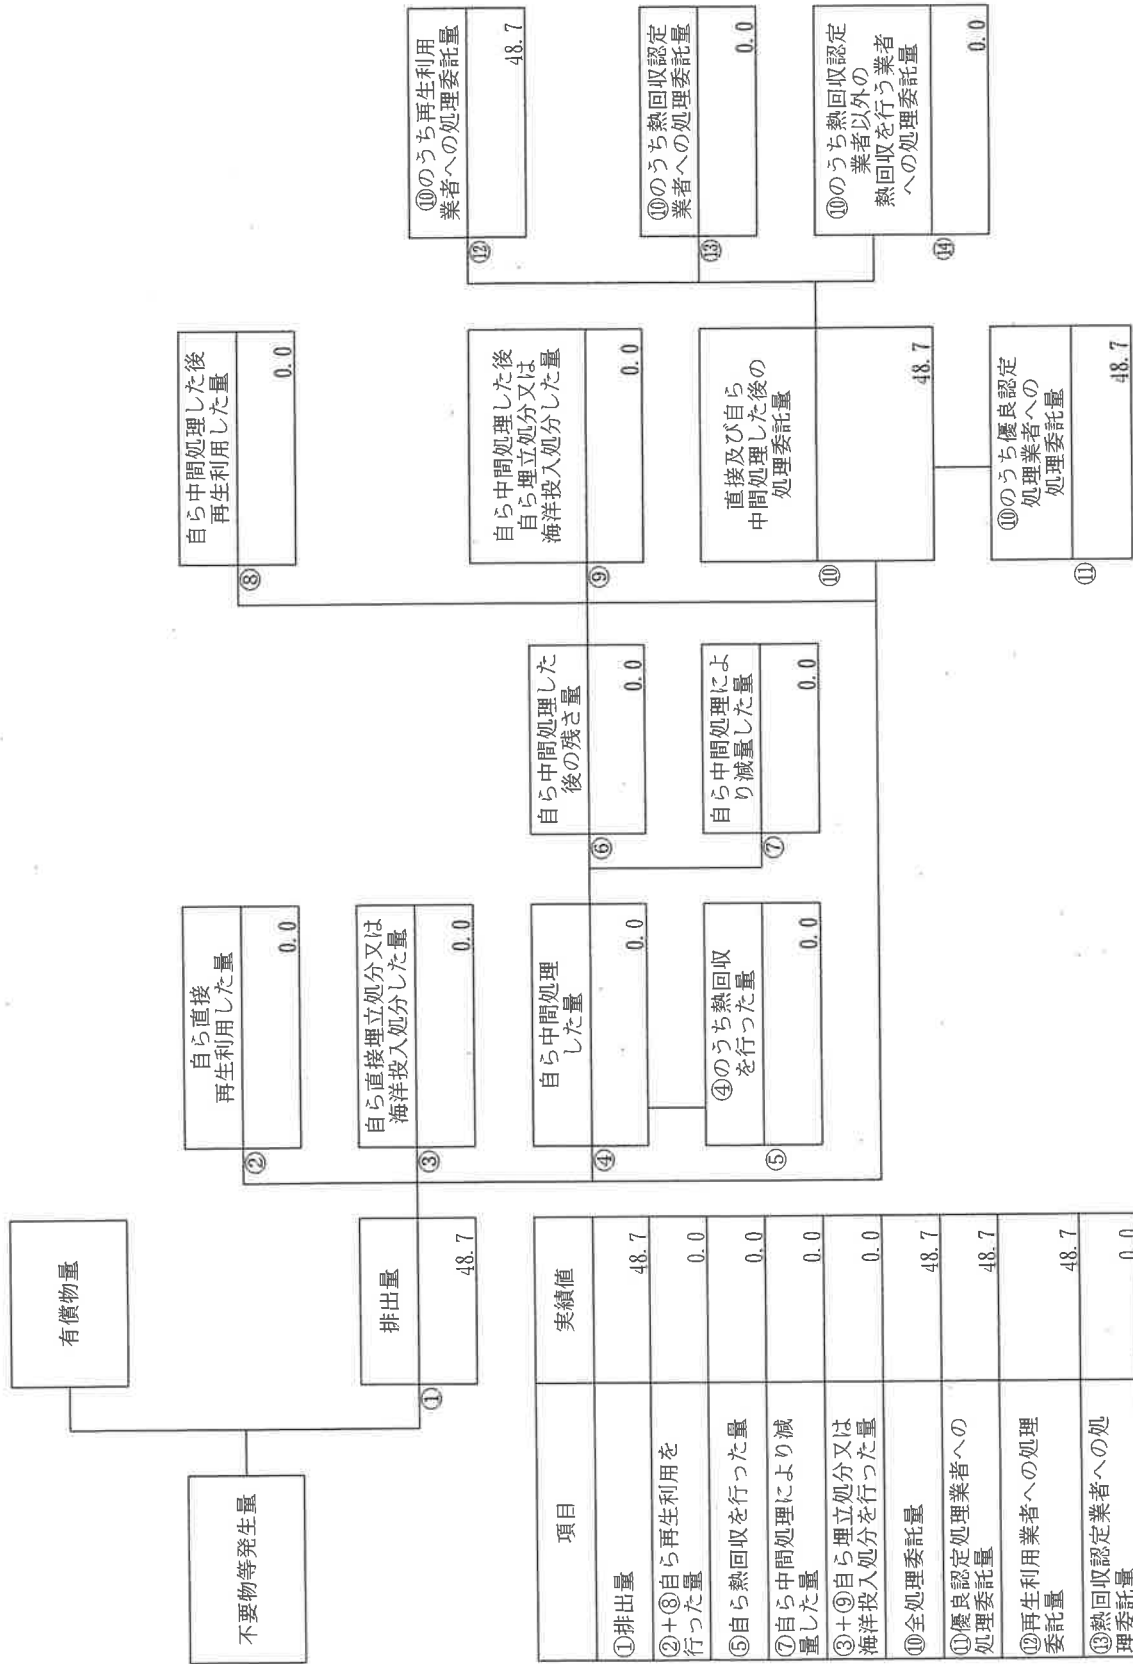 不要物等発生量
有償物量
排出量
①
48.7
自ら直接
再生利用した量
②
0.0
自ら直接埋立処分又は
海洋投入処分した量
③
0.0
自ら中間処理
した量
④
0.0
④のうち熱回収
を行った量
⑤
0.0
自ら中間処理した
後の残さ量
⑥
0.0
自ら中間処理によ
り減量した量
⑦
0.0
自ら中間処理した後
再生利用した量
⑧
0.0
自ら中間処理した後
自ら埋立処分又は
海洋投入処分した量
⑨
0.0
直接及び自ら
中間処理した後の
処理委託量
⑩
48.7
⑩のうち優良認定
処理業者への
処理委託量
⑪
48.7
⑩のうち再生利用
業者への処理委託量
⑫
48.7
⑩のうち熱回収認定
業者への処理委託量
⑬
0.0
⑩のうち熱回収認定
業者以外の
熱回収を行う業者
への処理委託量
⑭
0.0
項目 実績値
①排出量 48.7
②+⑧自ら再生利用を
行った量 0.0
⑤自ら熱回収を行った量 0.0
⑦自ら中間処理により減
量した量 0.0
③+⑨自ら埋立処分又は
海洋投入処分を行った量 0.0
⑩全処理委託量 48.7
⑪優良認定処理業者への
処理委託量 48.7
⑫再生利用業者への処理
委託量 48.7
⑬熱回収認定業者への処
理委託量 0.0